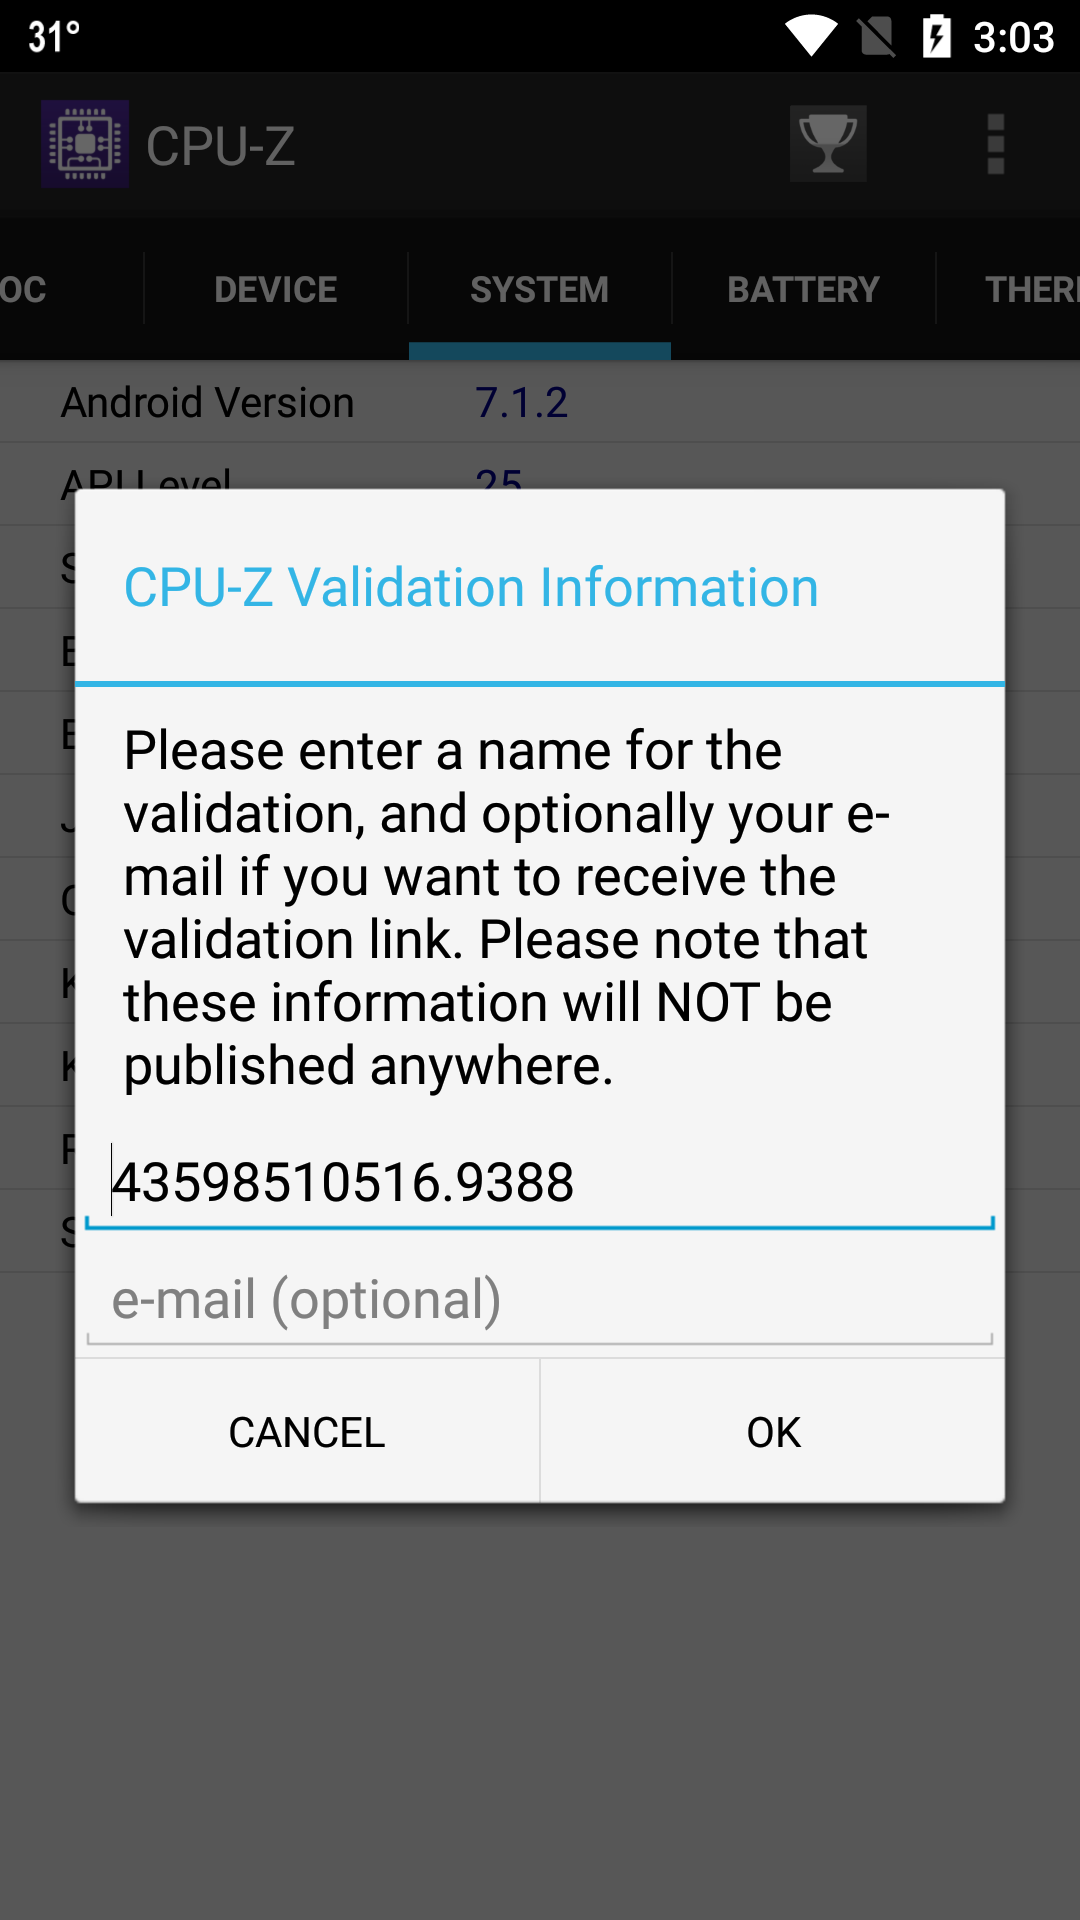 31°
3:03
CPU-Z
OC
DEVICE
SYSTEM
BATTERY
THER
Android Version 7.1.2
API Level 25
CPU-Z Validation Information
Please enter a name for the
validation, and optionally your e-
mail if you want to receive the
validation link. Please note that
these information will NOT be
published anywhere.
43598510516.9388
e-mail (optional)
CANCEL
OK